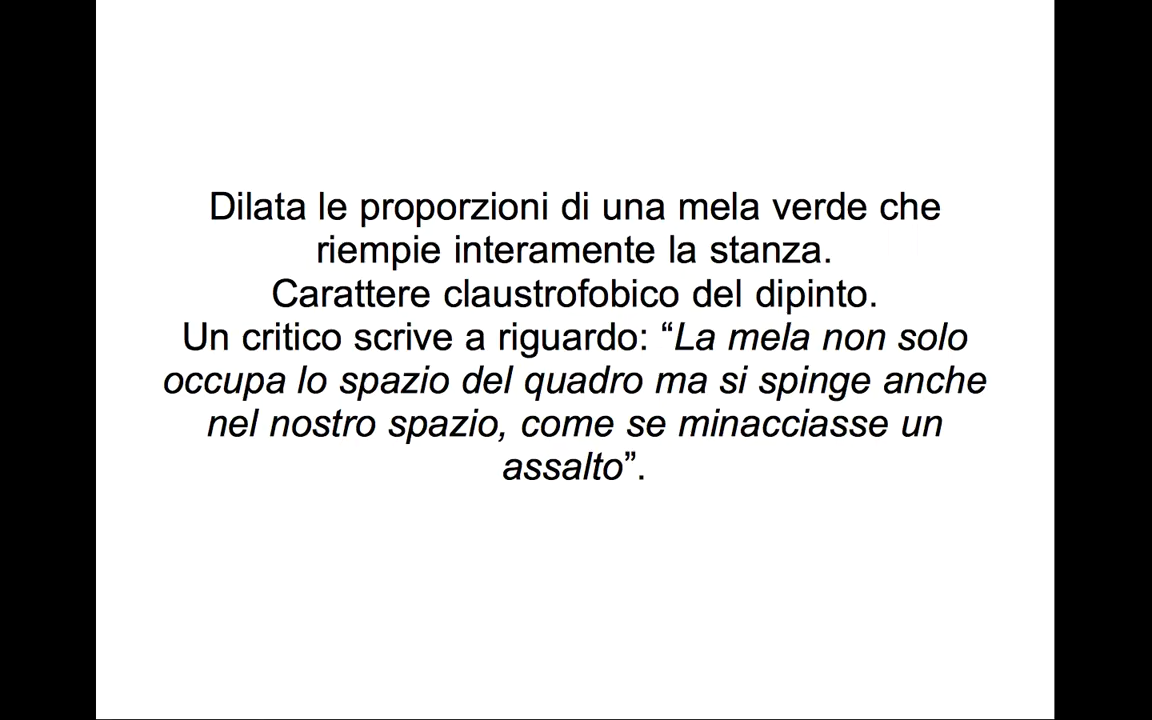 Dilata le proporzioni di una mela verde che
riempie interamente la stanza.
Carattere claustrofobico del dipinto.
Un critico scrive a riguardo: “La mela non solo
occupa lo spazio del quadro ma si spinge anche
nel nostro spazio, come se minacciasse un
assalto”.